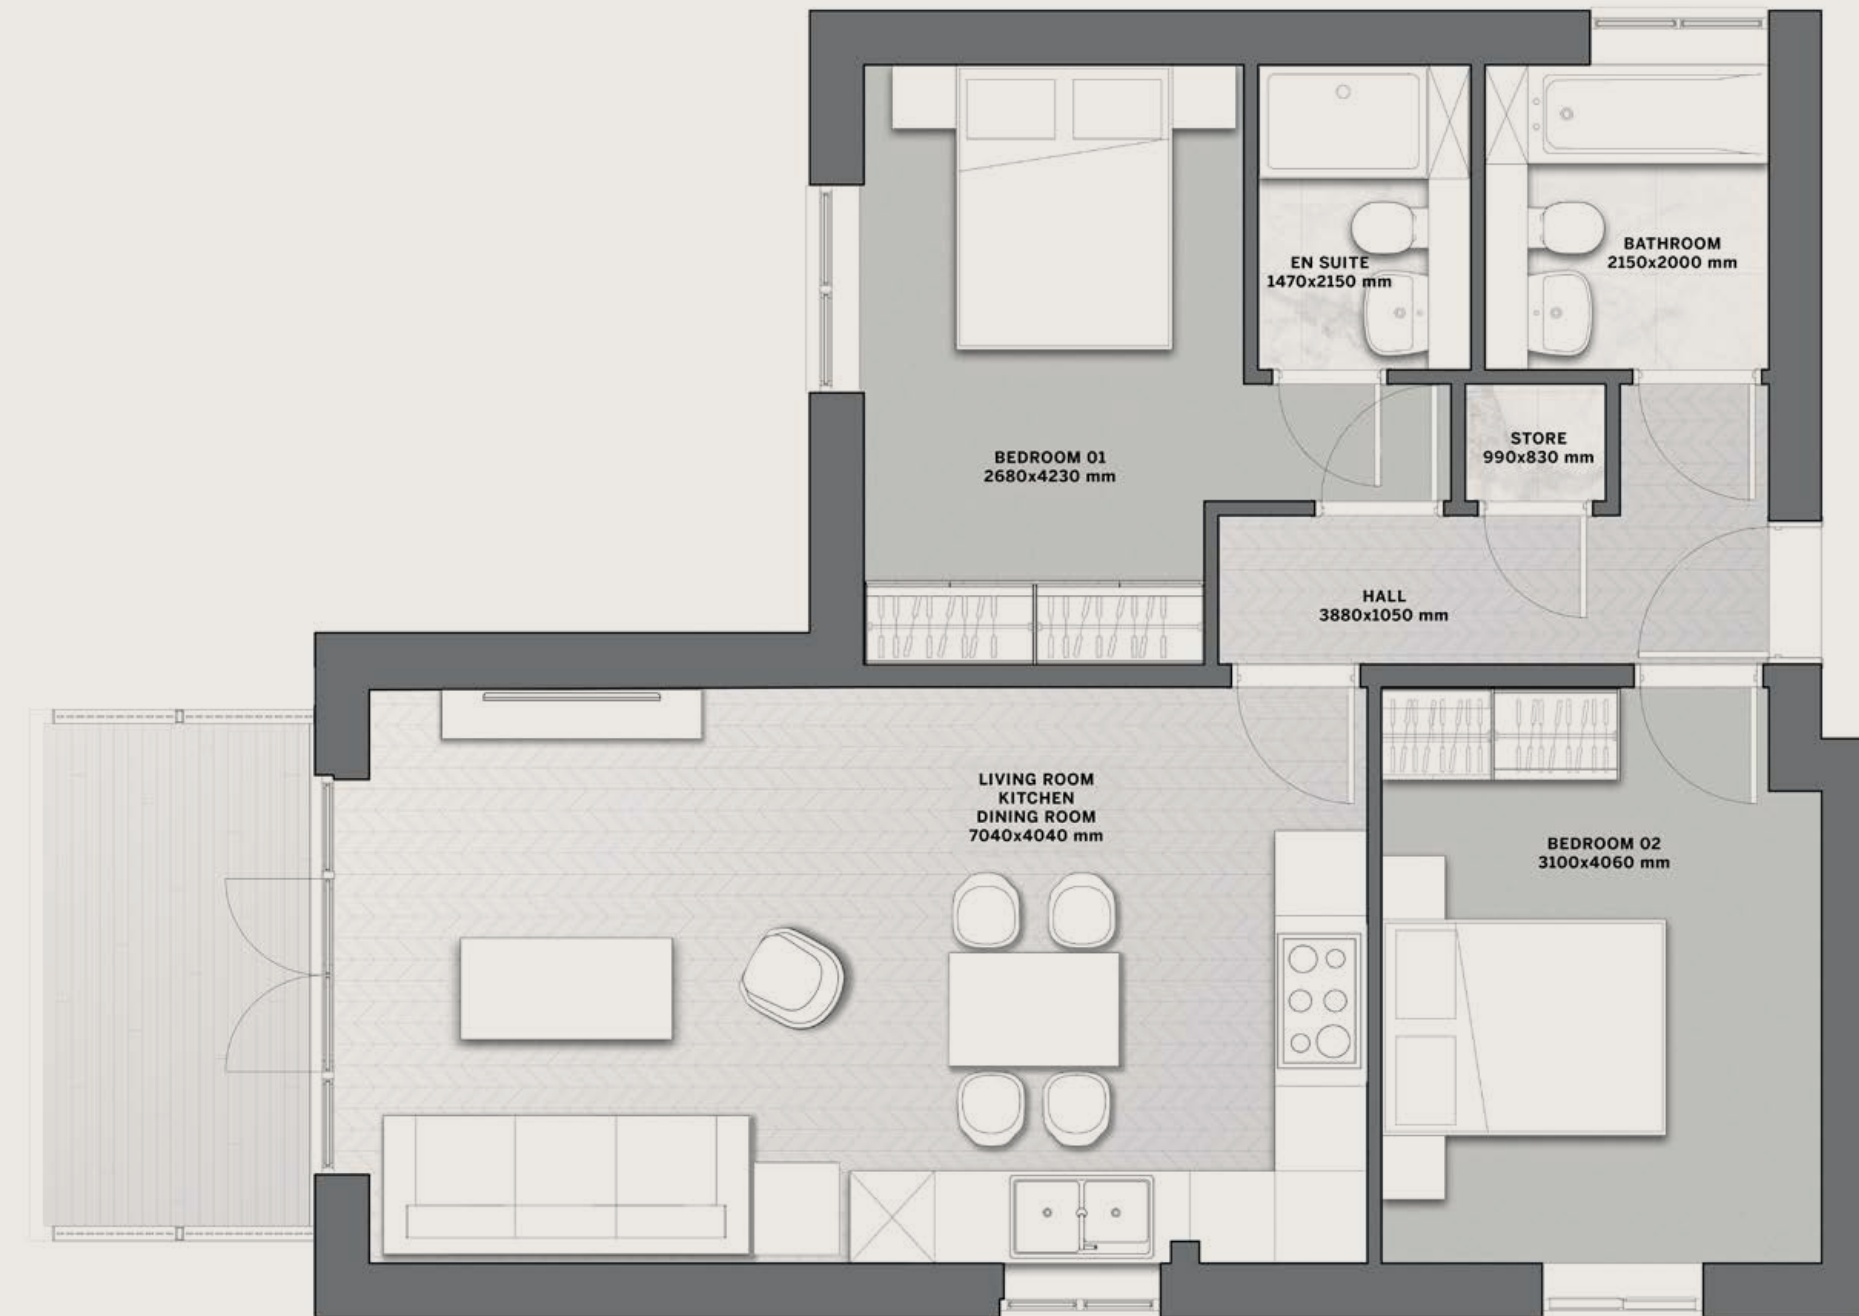 BATHROOM
2150x2000 mm
EN SUITE
1470x2150 mm
STORE
990x830 mm
BEDROOM 01
2680x4230 mm
HALL
3880x1050 mm
LIVING ROOM
KITCHEN
DINING ROOM
7040x4040 mm
BEDROOM 02
3100x4060 mm